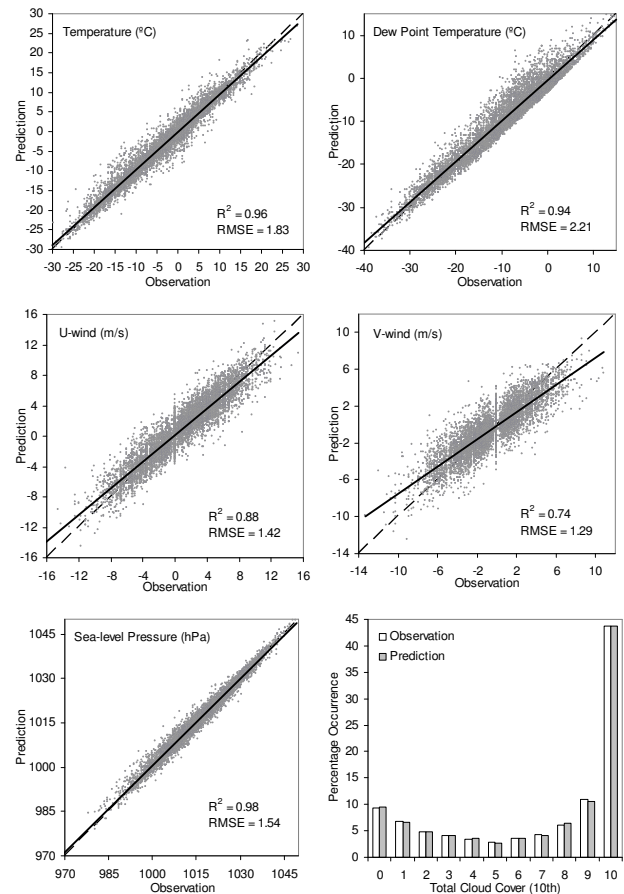 Temperature (ºC)
Predictionn
30
25
20
15
10
5
0
-5
-10
-15
-20
-25
-30
R² = 0.96
RMSE = 1.83
-30 -25 -20 -15 -10 -5 0 5 10 15 20 25 30
Observation
Dew Point Temperature (ºC)
Prediction
10
0
-10
-20
-30
-40
R² = 0.94
RMSE = 2.21
-40 -30 -20 -10 0 10
Observation
U-wind (m/s)
Prediction
16
12
8
4
0
-4
-8
-12
-16
R² = 0.88
RMSE = 1.42
-16 -12 -8 -4 0 4 8 12 16
Observation
V-wind (m/s)
Prediction
10
6
2
-2
-6
-10
-14
R² = 0.74
RMSE = 1.29
-14 -10 -6 -2 2 6 10
Observation
Sea-level Pressure (hPa)
Prediction
1045
1030
1015
1000
985
970
R² = 0.98
RMSE = 1.54
970 985 1000 1015 1030 1045
Observation
Observation
Prediction
Percentage Occurrence
45
40
35
30
25
20
15
10
5
0
0 1 2 3 4 5 6 7 8 9 10
Total Cloud Cover (10th)